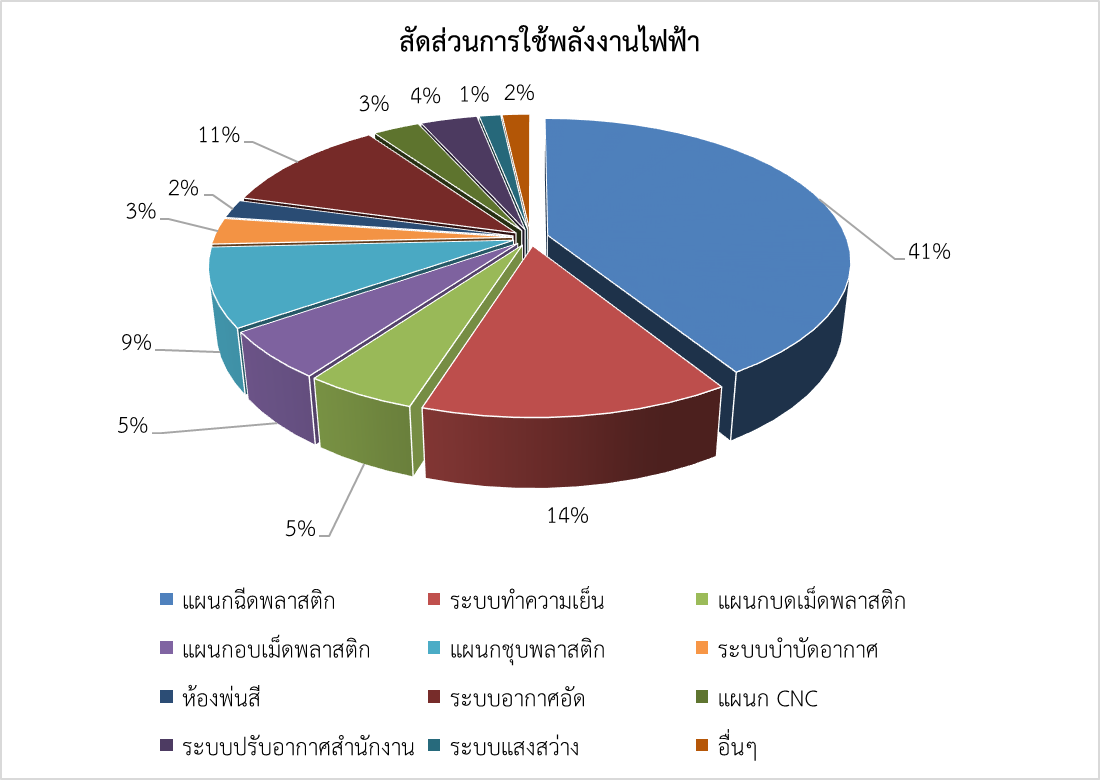 สัดส่วนการใช้พลังงานไฟฟ้า
3% 4% 1% 2%
11%
2%
3%
41%
9%
5%
14%
5%
แผนกฉีดพลาสติก ระบบทำความเย็น แผนกบดเม็ดพลาสติก
แผนกอบเม็ดพลาสติก แผนกชุบพลาสติก ระบบบำบัดอากาศ
ห้องพ่นสี ระบบอากาศอัด แผนก CNC
ระบบปรับอากาศสำนักงาน ระบบแสงสว่าง อื่นๆ